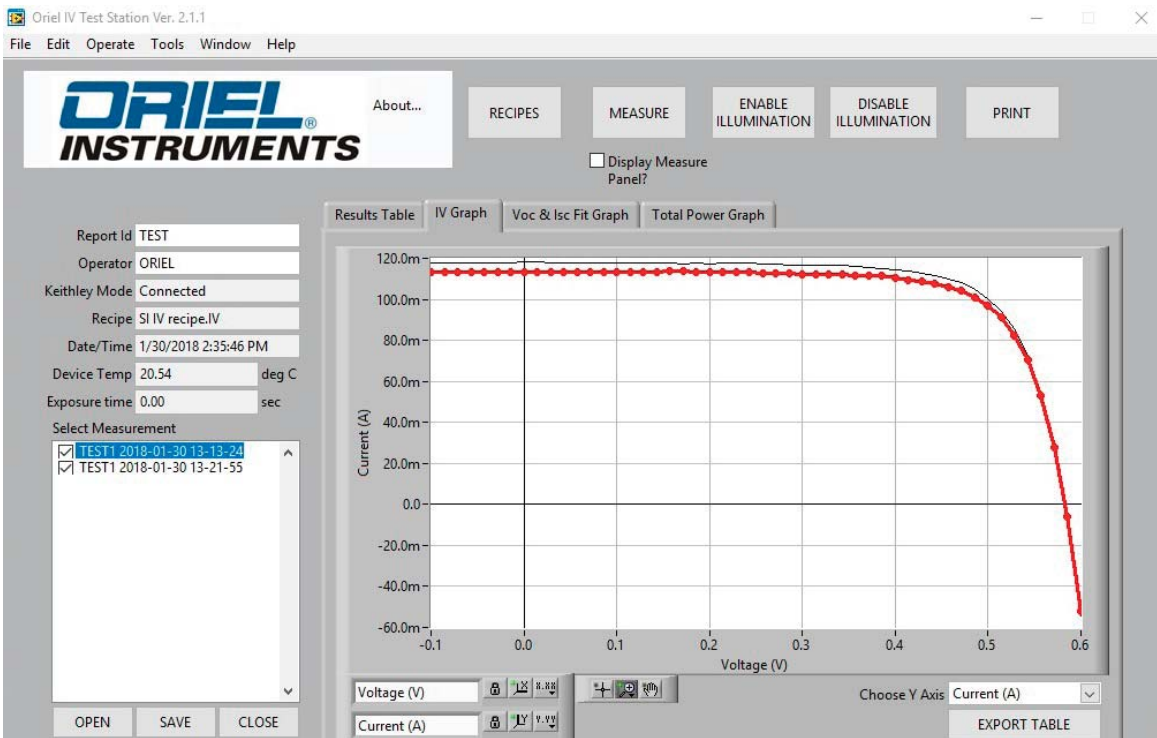 Oriel IV Test Station Ver. 2.1.1
File Edit Operate Tools Window Help
ORIEL®
INSTRUMENTS
About...
RECIPES
MEASURE
ENABLE
ILLUMINATION
DISABLE
ILLUMINATION
PRINT
Display Measure
Panel?
Results Table
IV Graph
Voc & Isc Fit Graph
Total Power Graph
Report Id TEST
Operator ORIEL
Keithley Mode Connected
Recipe SI IV recipe.IV
Date/Time 1/30/2018 2:35:46 PM
Device Temp 20.54 deg C
Exposure time 0.00 sec
Select Measurement
TEST1 2018-01-30 13-13-24
TEST1 2018-01-30 13-21-55
OPEN
SAVE
CLOSE
Current (A)
120.0m
100.0m
80.0m
60.0m
40.0m
20.0m
0.0
-20.0m
-40.0m
-60.0m
-0.1 0.0 0.1 0.2 0.3 0.4 0.5 0.6
Voltage (V)
Voltage (V)
X X.XX
Current (A)
Y Y.YY
Choose Y Axis Current (A)
EXPORT TABLE